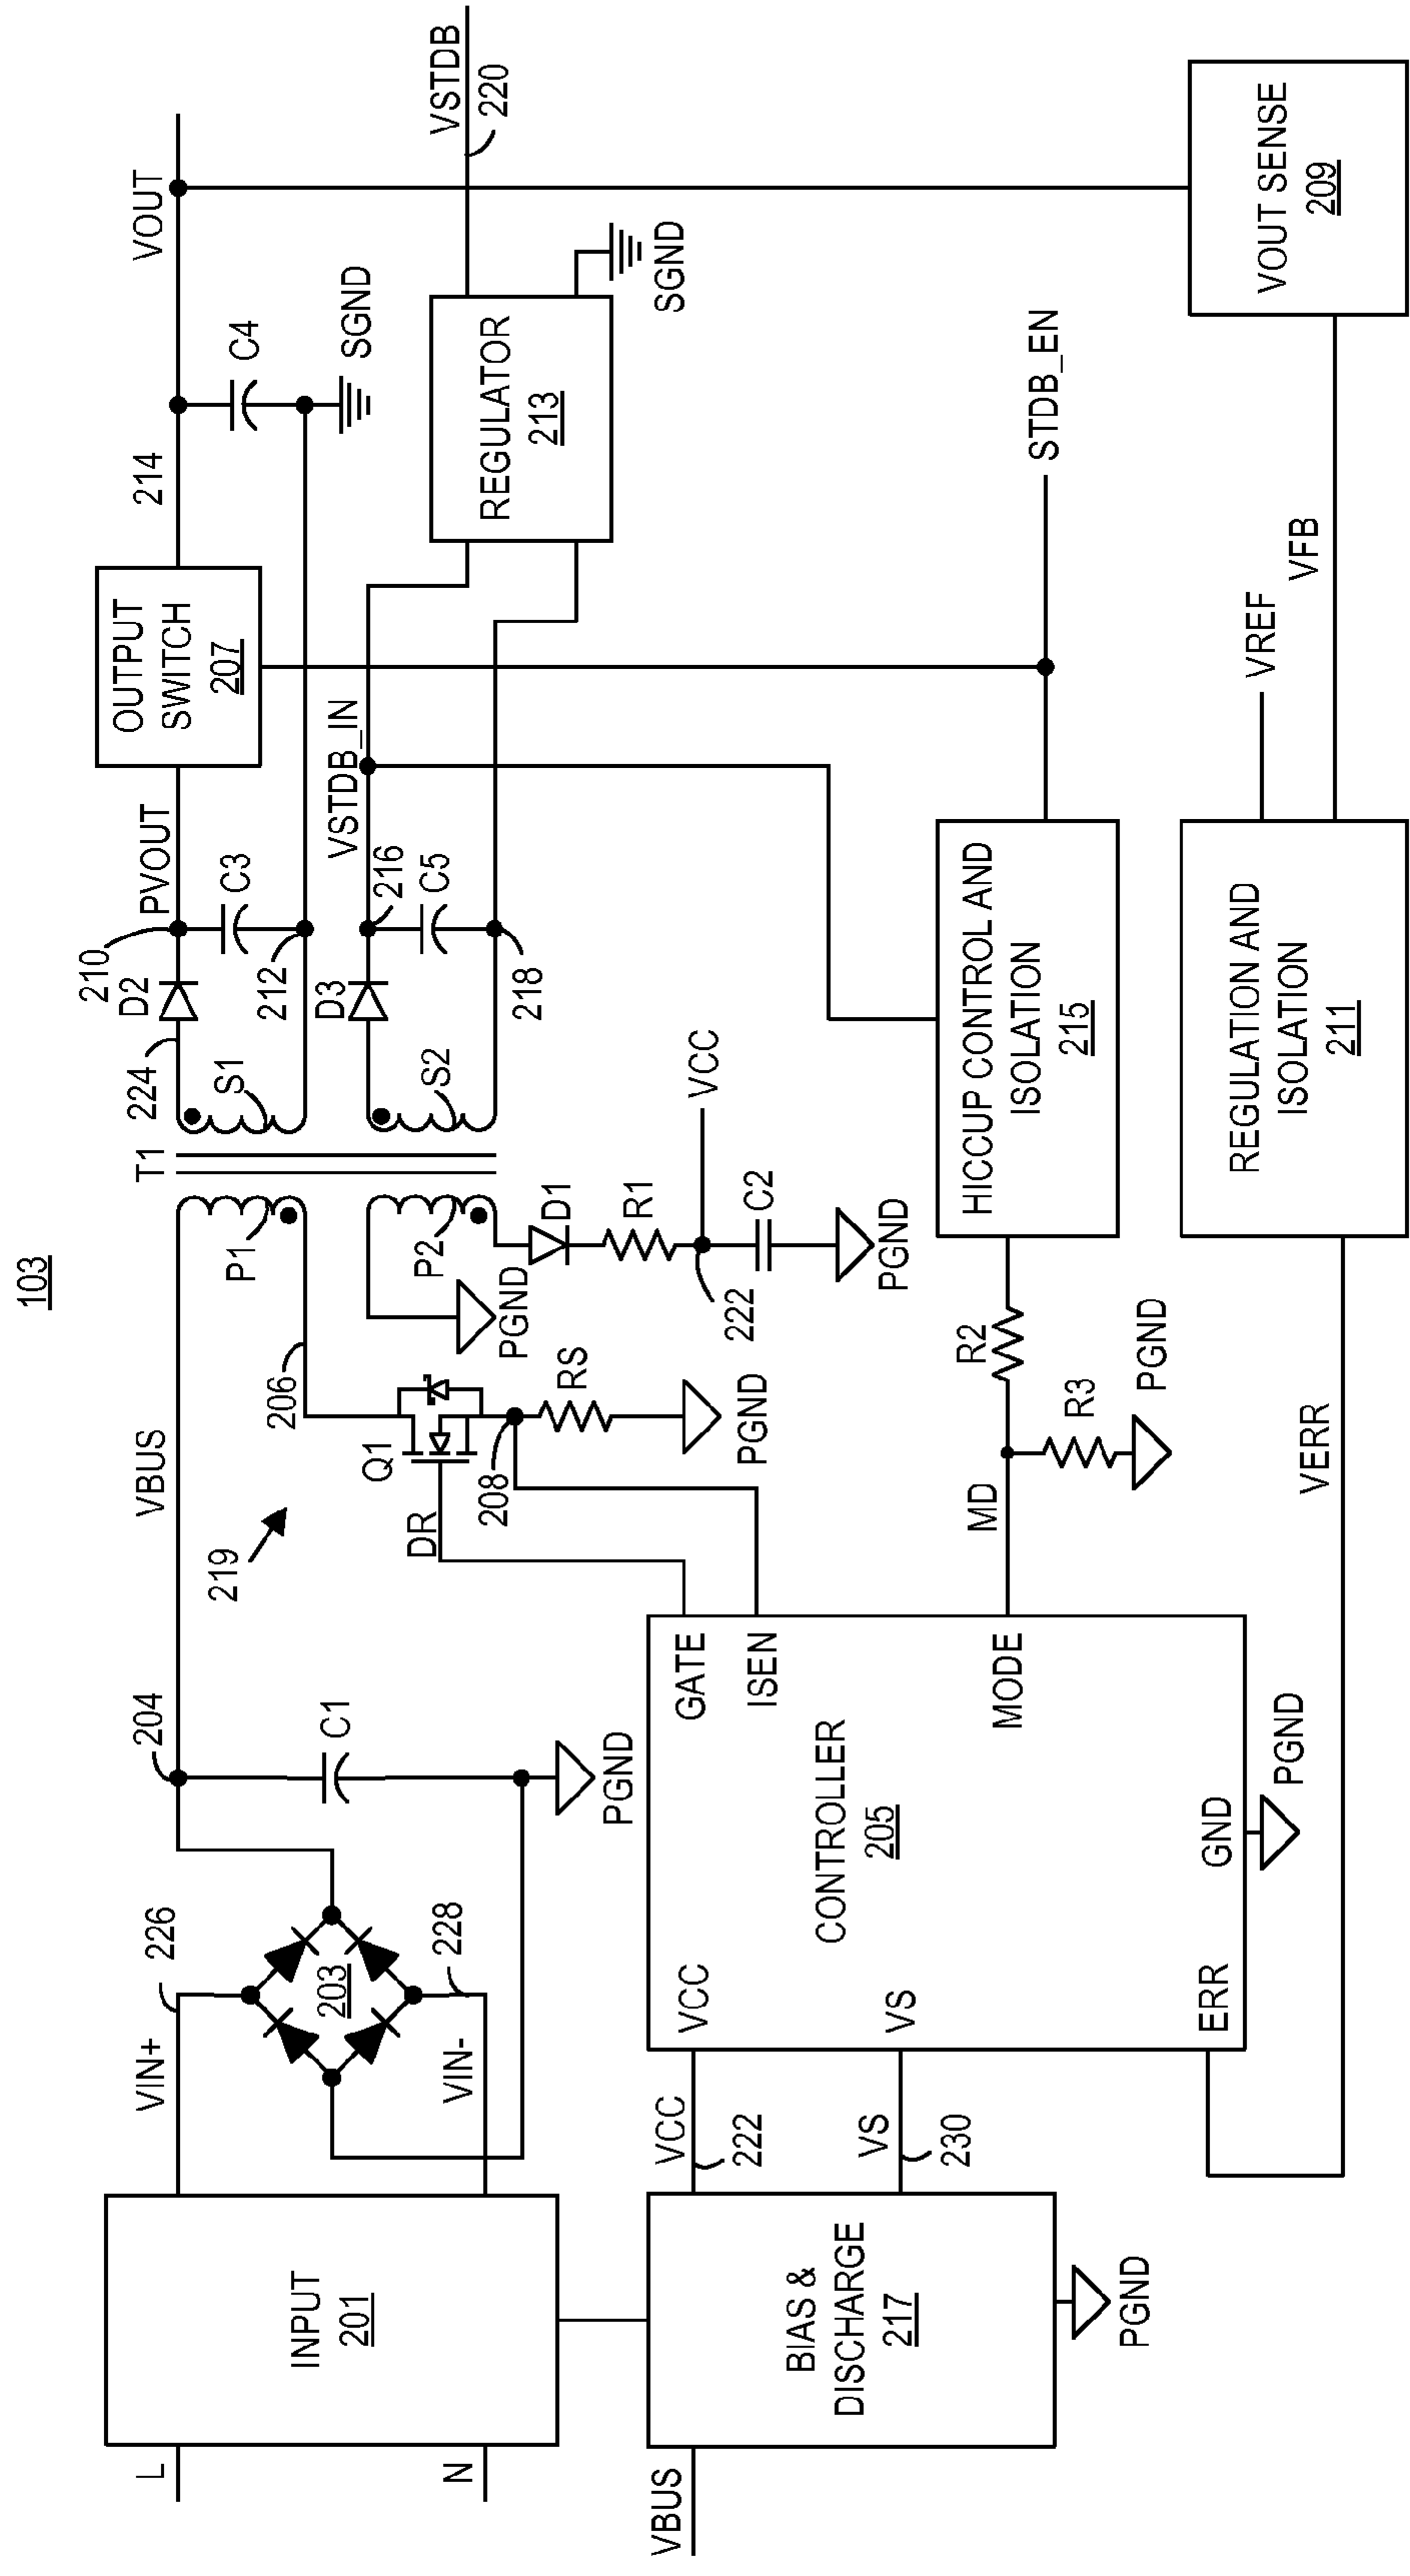 103
L
N
INPUT
201
VIN+
226
VIN-
228
203
204
C1
PGND
VBUS
219
206
P1
T1
S1
224
D2
210
PVOUT
C3
212
OUTPUT
SWITCH
207
214
C4
SGND
VOUT
P2
PGND
S2
D3
216
VSTDB_IN
C5
218
REGULATOR
213
SGND
VSTDB
220
Q1
DR
208
RS
PGND
D1
R1
222
VCC
C2
PGND
VBUS
BIAS &
DISCHARGE
217
PGND
VCC
222
VS
230
CONTROLLER
205
VCC
VS
ERR
GATE
ISEN
MODE
GND
PGND
MD
R2
R3
PGND
HICCUP CONTROL AND
ISOLATION
215
STDB_EN
VERR
REGULATION AND
ISOLATION
211
VREF
VFB
VOUT SENSE
209